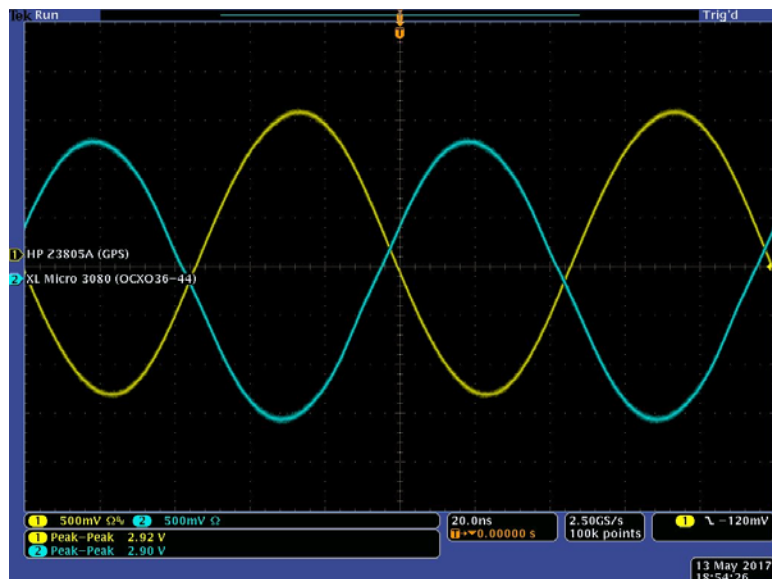 Tek Run Trig'd
T
T
1 HP Z3805A (GPS)
2 XL Micro 3080 (OCXO36-44)
1 500mV Ω 2 500mV Ω
1 Peak-Peak 2.92 V
2 Peak-Peak 2.90 V
20.0ns
T→▼0.00000 s
2.50GS/s
100k points
1 -120mV
13 May 2017
18:54:26